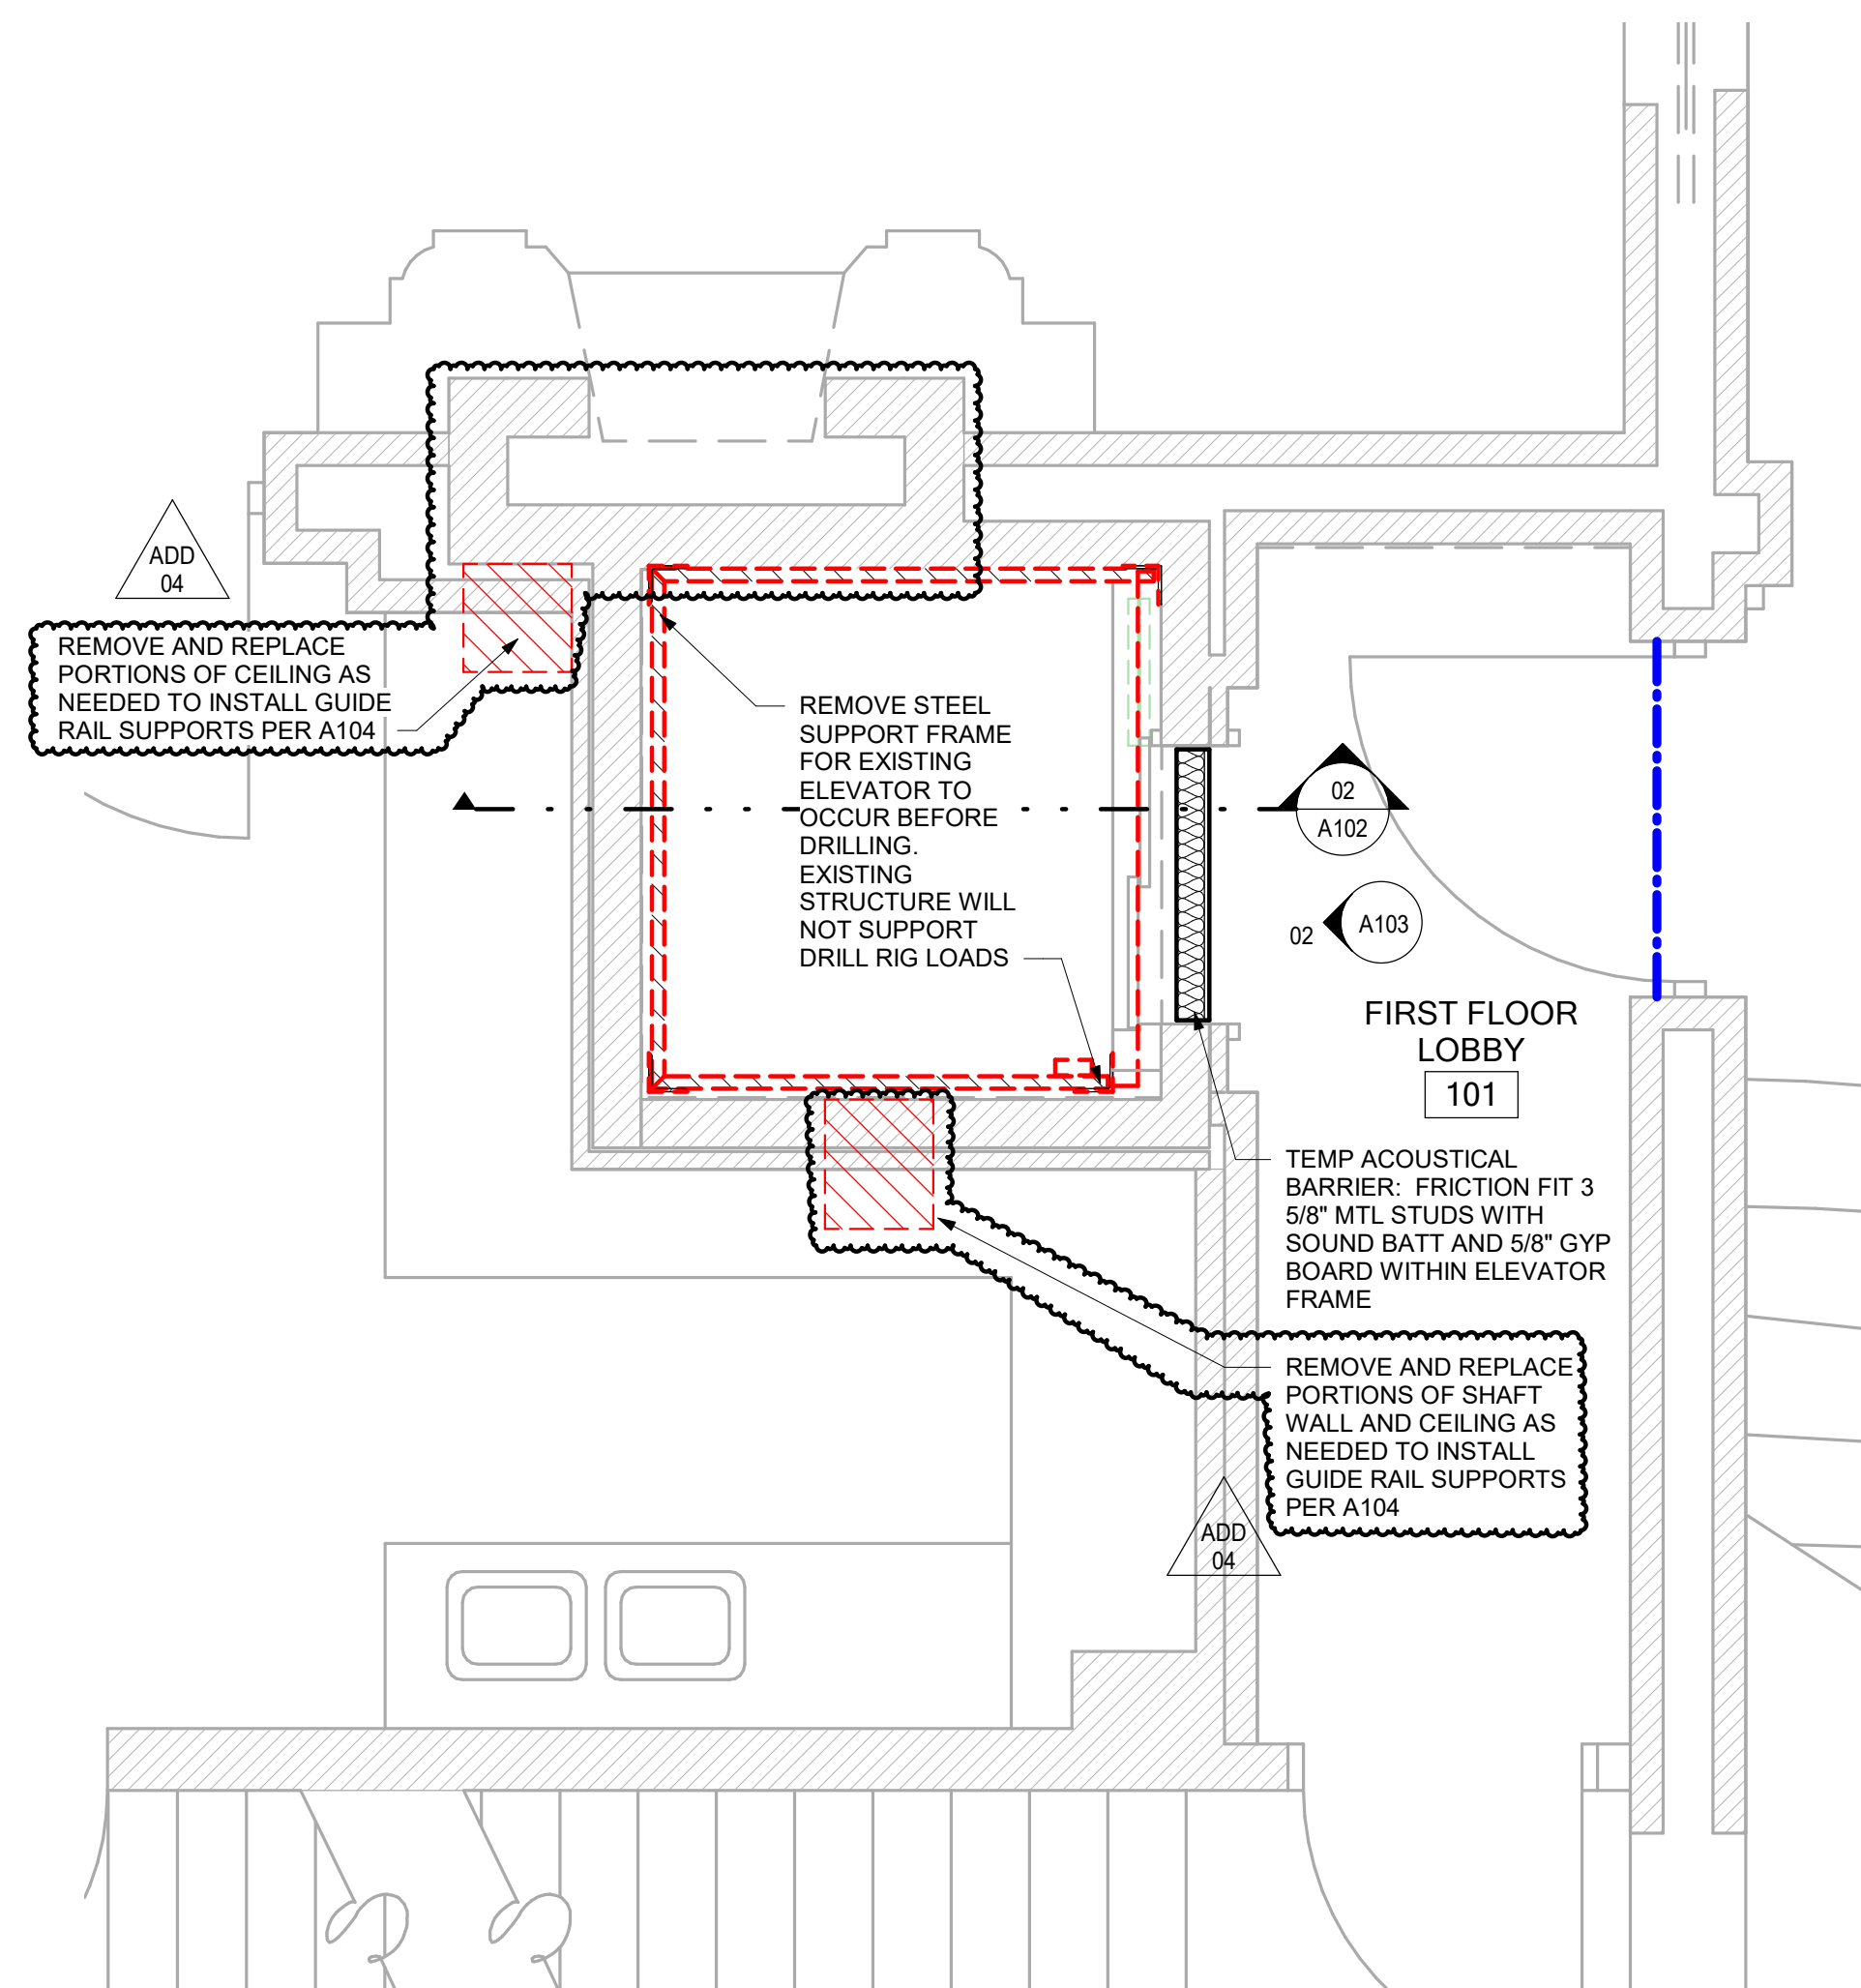 ADD
04
REMOVE AND REPLACE
PORTIONS OF CEILING AS
NEEDED TO INSTALL GUIDE
RAIL SUPPORTS PER A104
REMOVE STEEL
SUPPORT FRAME
FOR EXISTING
ELEVATOR TO
OCCUR BEFORE
DRILLING.
EXISTING
STRUCTURE WILL
NOT SUPPORT
DRILL RIG LOADS
02
A102
02
A103
FIRST FLOOR
LOBBY
101
TEMP ACOUSTICAL
BARRIER: FRICTION FIT 3
5/8" MTL STUDS WITH
SOUND BATT AND 5/8" GYP
BOARD WITHIN ELEVATOR
FRAME
REMOVE AND REPLACE
PORTIONS OF SHAFT
WALL AND CEILING AS
NEEDED TO INSTALL
GUIDE RAIL SUPPORTS
PER A104
ADD
04